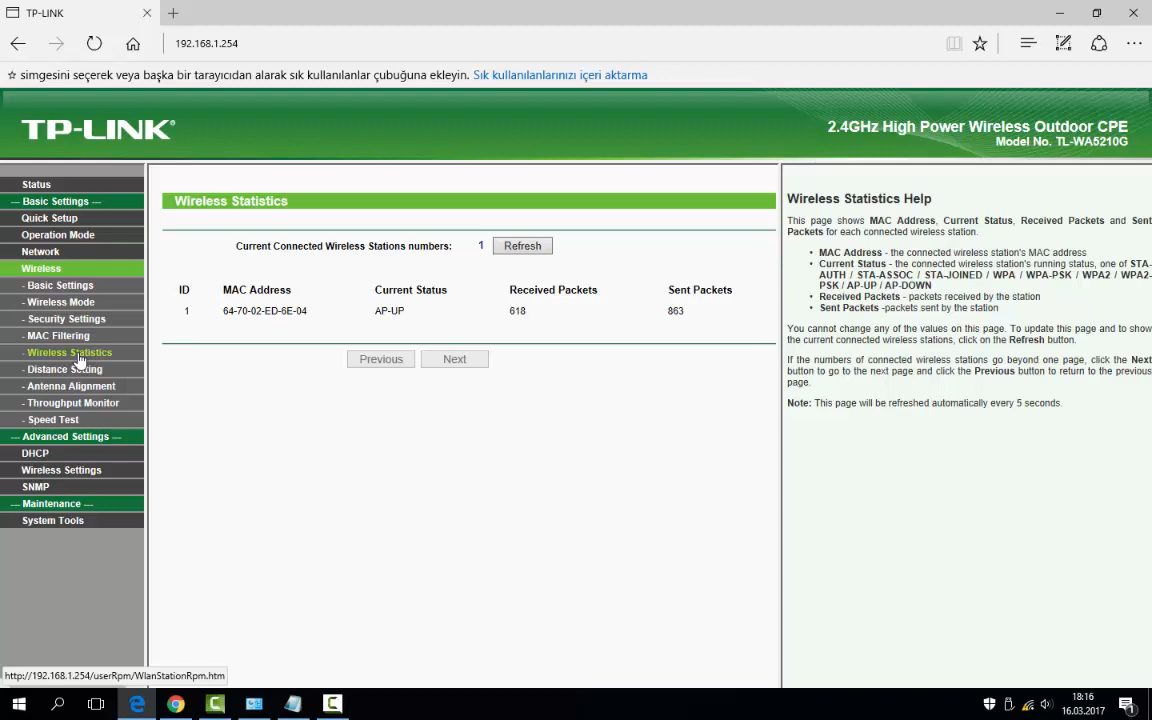 TP-LINK
192.168.1.254
☆ simgesini seçerek veya başka bir tarayıcıdan alarak sık kullanılanlar çubuğuna ekleyin. Sık kullanılanlarınızı içeri aktarma
TP-LINK®
2.4GHz High Power Wireless Outdoor CPE
Model No. TL-WA5210G
Status
--- Basic Settings ---
Quick Setup
Operation Mode
Network
Wireless
- Basic Settings
- Wireless Mode
- Security Settings
- MAC Filtering
- Wireless Statistics
- Distance Setting
- Antenna Alignment
- Throughput Monitor
- Speed Test
--- Advanced Settings ---
DHCP
Wireless Settings
SNMP
--- Maintenance ---
System Tools
Wireless Statistics
Current Connected Wireless Stations numbers: 1 Refresh
ID MAC Address Current Status Received Packets Sent Packets
1 64-70-02-ED-6E-04 AP-UP 618 863
Previous Next
Wireless Statistics Help
This page shows MAC Address, Current Status, Received Packets and Sent
Packets for each connected wireless station.
• MAC Address - the connected wireless station's MAC address
• Current Status - the connected wireless station's running status, one of STA-
AUTH / STA-ASSOC / STA-JOINED / WPA / WPA-PSK / WPA2 / WPA2-
PSK / AP-UP / AP-DOWN
• Received Packets - packets received by the station
• Sent Packets -packets sent by the station
You cannot change any of the values on this page. To update this page and to show
the current connected wireless stations, click on the Refresh button.
If the numbers of connected wireless stations go beyond one page, click the Next
button to go to the next page and click the Previous button to return to the previous
page.
Note: This page will be refreshed automatically every 5 seconds.
http://192.168.1.254/userRpm/WlanStationRpm.htm
18:16
16.03.2017
1